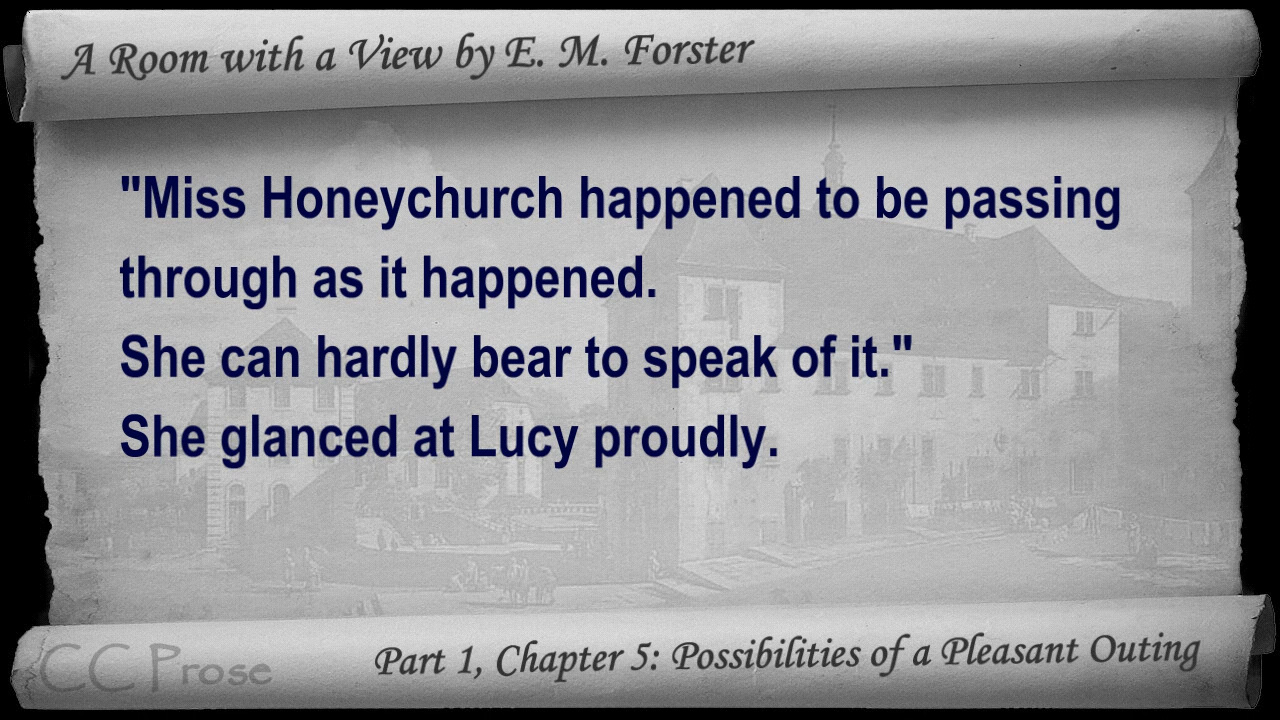 A Room with a View by E. M. Forster
"Miss Honeychurch happened to be passing
through as it happened.
She can hardly bear to speak of it."
She glanced at Lucy proudly.
CC Prose
Part 1, Chapter 5: Possibilities of a Pleasant Outing